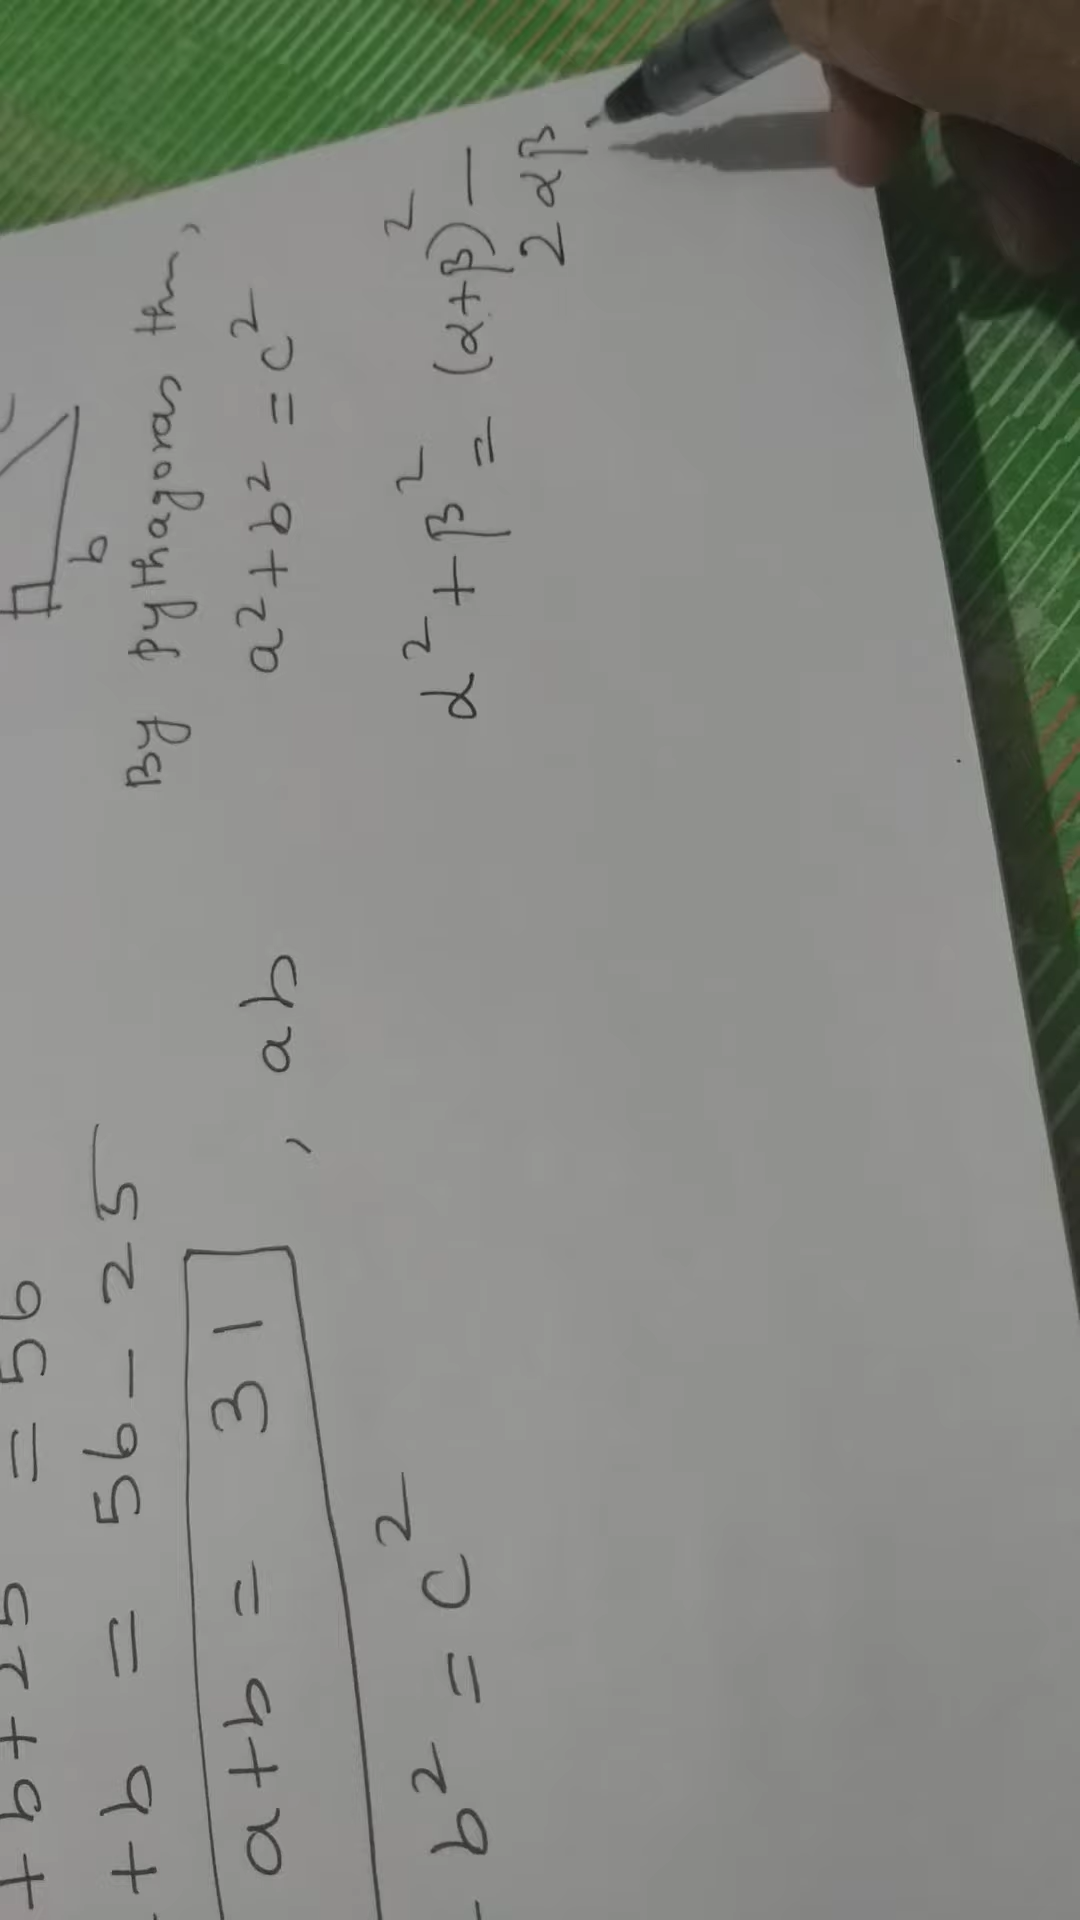 + b + 25 = 56
+ b = 56 - 25
a + b = 31 , ab
b² = c²
b
By pythagoras thm,
a² + b² = c²
α² + β² = (α+β)² -
2αβ